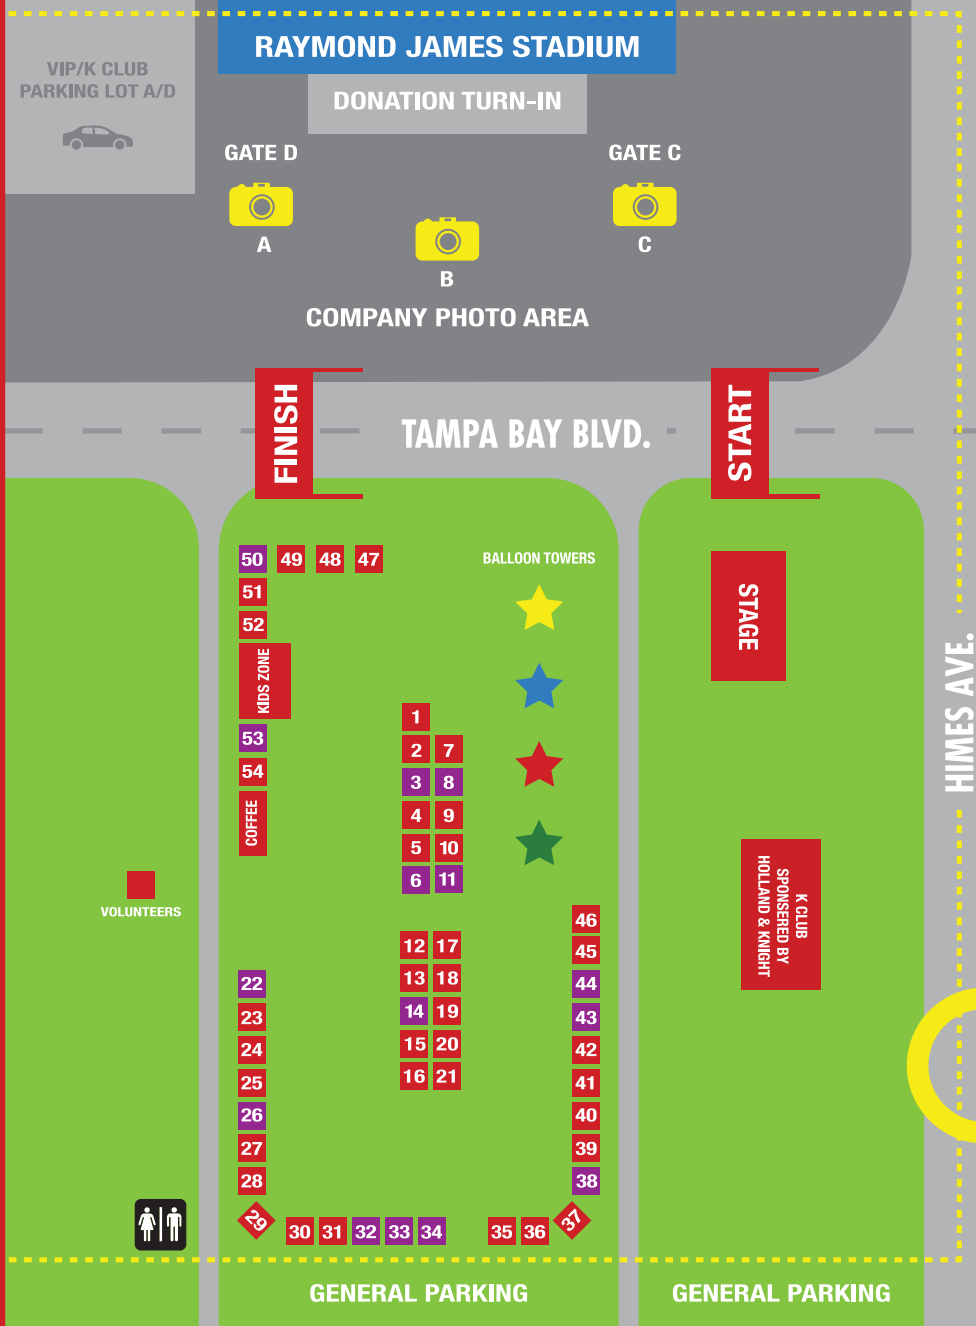 RAYMOND JAMES STADIUM
VIP/K CLUB
PARKING LOT A/D
DONATION TURN-IN
GATE D
GATE C
A
B
C
COMPANY PHOTO AREA
FINISH
TAMPA BAY BLVD.
START
HIMES AVE.
50 49 48 47
51
52
KIDS ZONE
53
54
COFFEE
BALLOON TOWERS
STAGE
1
2 7
3 8
4 9
5 10
6 11
VOLUNTEERS
K CLUB
SPONSERED BY
HOLLAND & KNIGHT
12 17
13 18
14 19
15 20
16 21
46
45
44
43
42
41
40
39
38
22
23
24
25
26
27
28
29
30 31 32 33 34
35 36
37
GENERAL PARKING
GENERAL PARKING